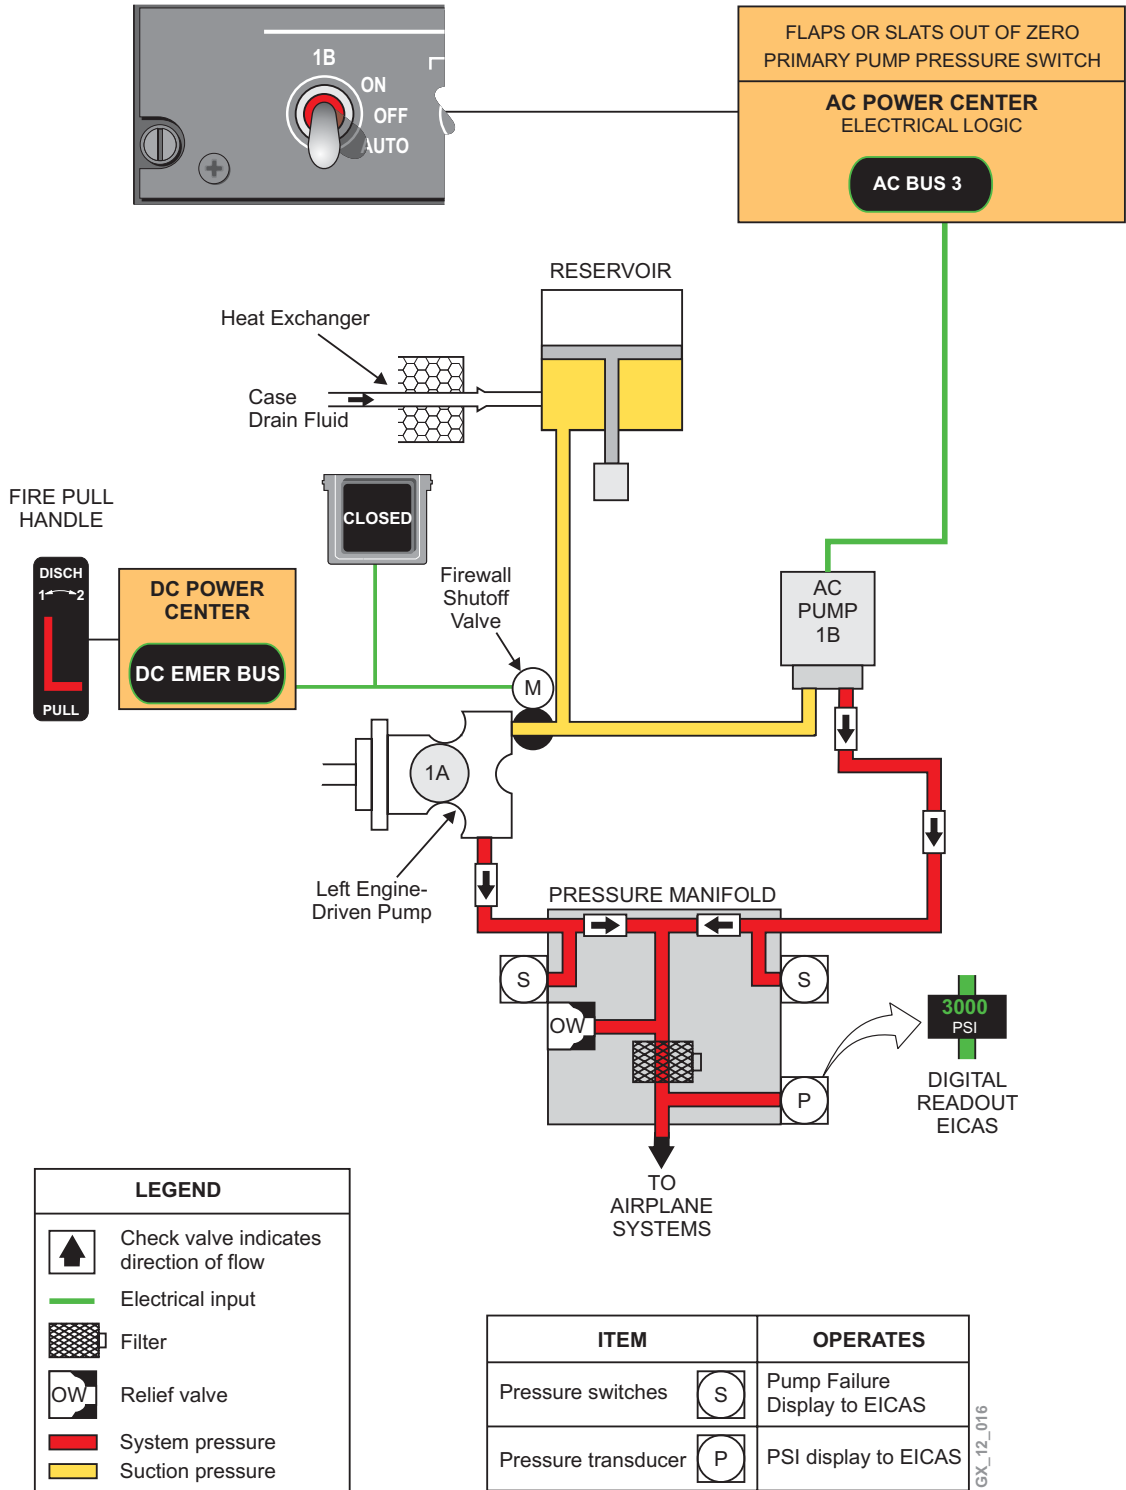 1B
ON
OFF
AUTO
FLAPS OR SLATS OUT OF ZERO
PRIMARY PUMP PRESSURE SWITCH
AC POWER CENTER
ELECTRICAL LOGIC
AC BUS 3
RESERVOIR
Heat Exchanger
Case
Drain Fluid
FIRE PULL
HANDLE
DISCH
1 2
PULL
DC POWER
CENTER
DC EMER BUS
CLOSED
Firewall
Shutoff
Valve
M
AC
PUMP
1B
1A
Left Engine-
Driven Pump
PRESSURE MANIFOLD
S
S
OW
P
3000
PSI
DIGITAL
READOUT
EICAS
TO
AIRPLANE
SYSTEMS
LEGEND
Check valve indicates
direction of flow
Electrical input
Filter
OW
Relief valve
System pressure
Suction pressure
ITEM OPERATES
Pressure switches S Pump Failure
Display to EICAS
Pressure transducer P PSI display to EICAS
GX_12_016